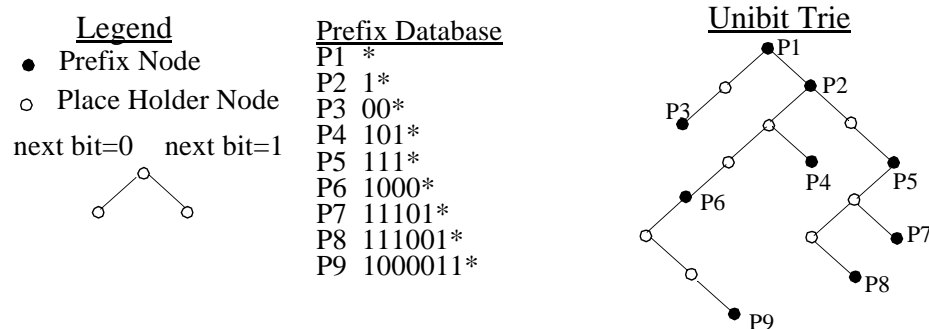 Legend
Prefix Node
Place Holder Node
next bit=0 next bit=1
Prefix Database
P1 *
P2 1*
P3 00*
P4 101*
P5 111*
P6 1000*
P7 11101*
P8 111001*
P9 1000011*
Unibit Trie
P1
P2
P3
P4
P5
P6
P7
P8
P9